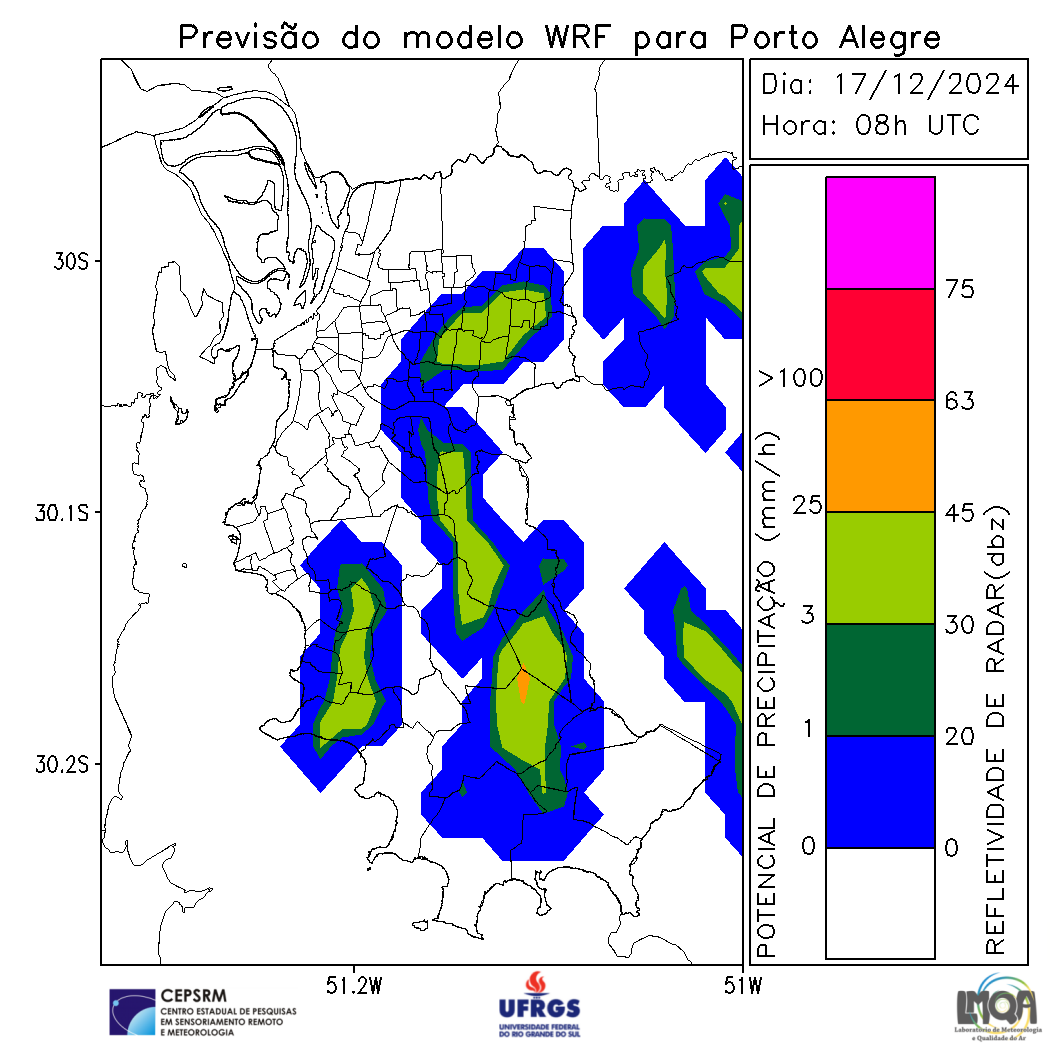 Previsão do modelo WRF para Porto Alegre
Dia: 17/12/2024
Hora: 08h UTC
30S
30.1S
30.2S
51.2W
51W
POTENCIAL DE PRECIPITAÇÃO (mm/h)
>100
25
3
1
0
75
63
45
30
20
0
REFLETIVIDADE DE RADAR(dbz)
CEPSRM
CENTRO ESTADUAL DE PESQUISAS
EM SENSORIAMENTO REMOTO
E METEOROLOGIA
UFRGS
UNIVERSIDADE FEDERAL
DO RIO GRANDE DO SUL
LMQA
Laboratório de Meteorologia
e Qualidade do Ar